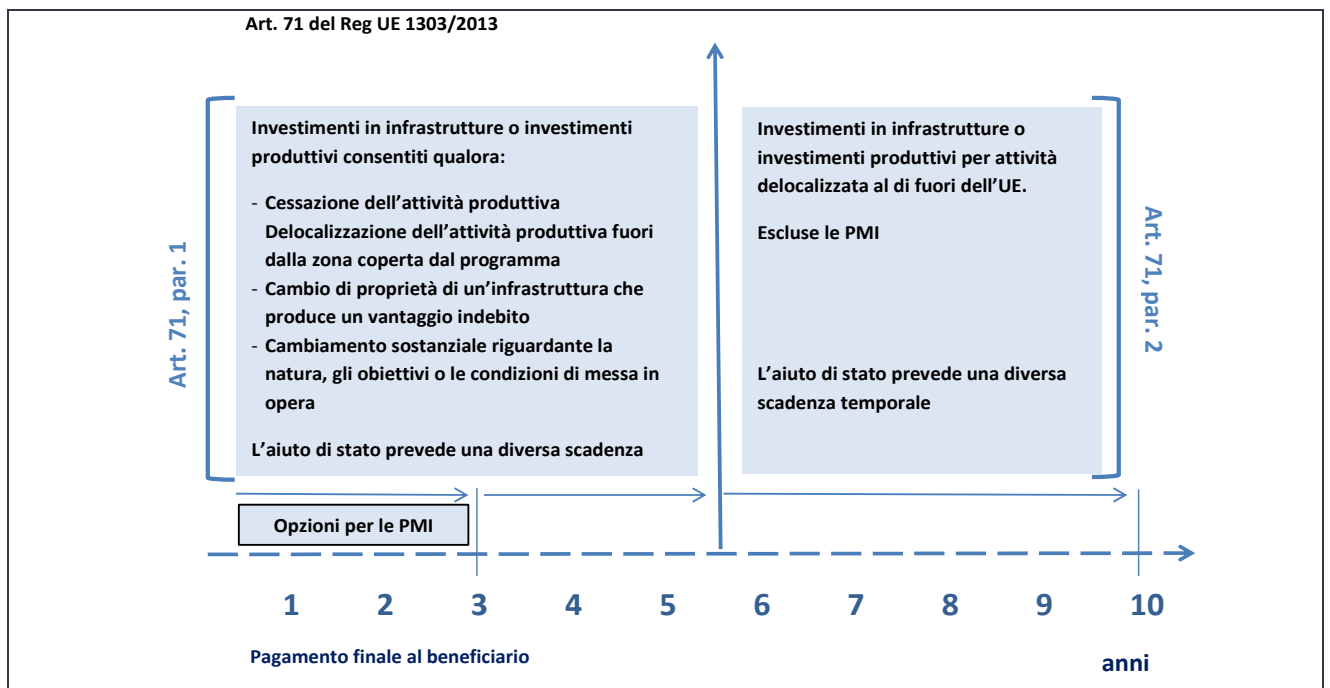 Art. 71 del Reg UE 1303/2013
Art. 71, par. 1
Investimenti in infrastrutture o investimenti
produttivi consentiti qualora:
- Cessazione dell’attività produttiva
Delocalizzazione dell’attività produttiva fuori
dalla zona coperta dal programma
- Cambio di proprietà di un’infrastruttura che
produce un vantaggio indebito
- Cambiamento sostanziale riguardante la
natura, gli obiettivi o le condizioni di messa in
opera
L’aiuto di stato prevede una diversa scadenza
Investimenti in infrastrutture o
investimenti produttivi per attività
delocalizzata al di fuori dell’UE.
Escluse le PMI
L’aiuto di stato prevede una diversa
scadenza temporale
Art. 71, par. 2
Opzioni per le PMI
1 2 3 4 5 6 7 8 9 10
Pagamento finale al beneficiario
anni